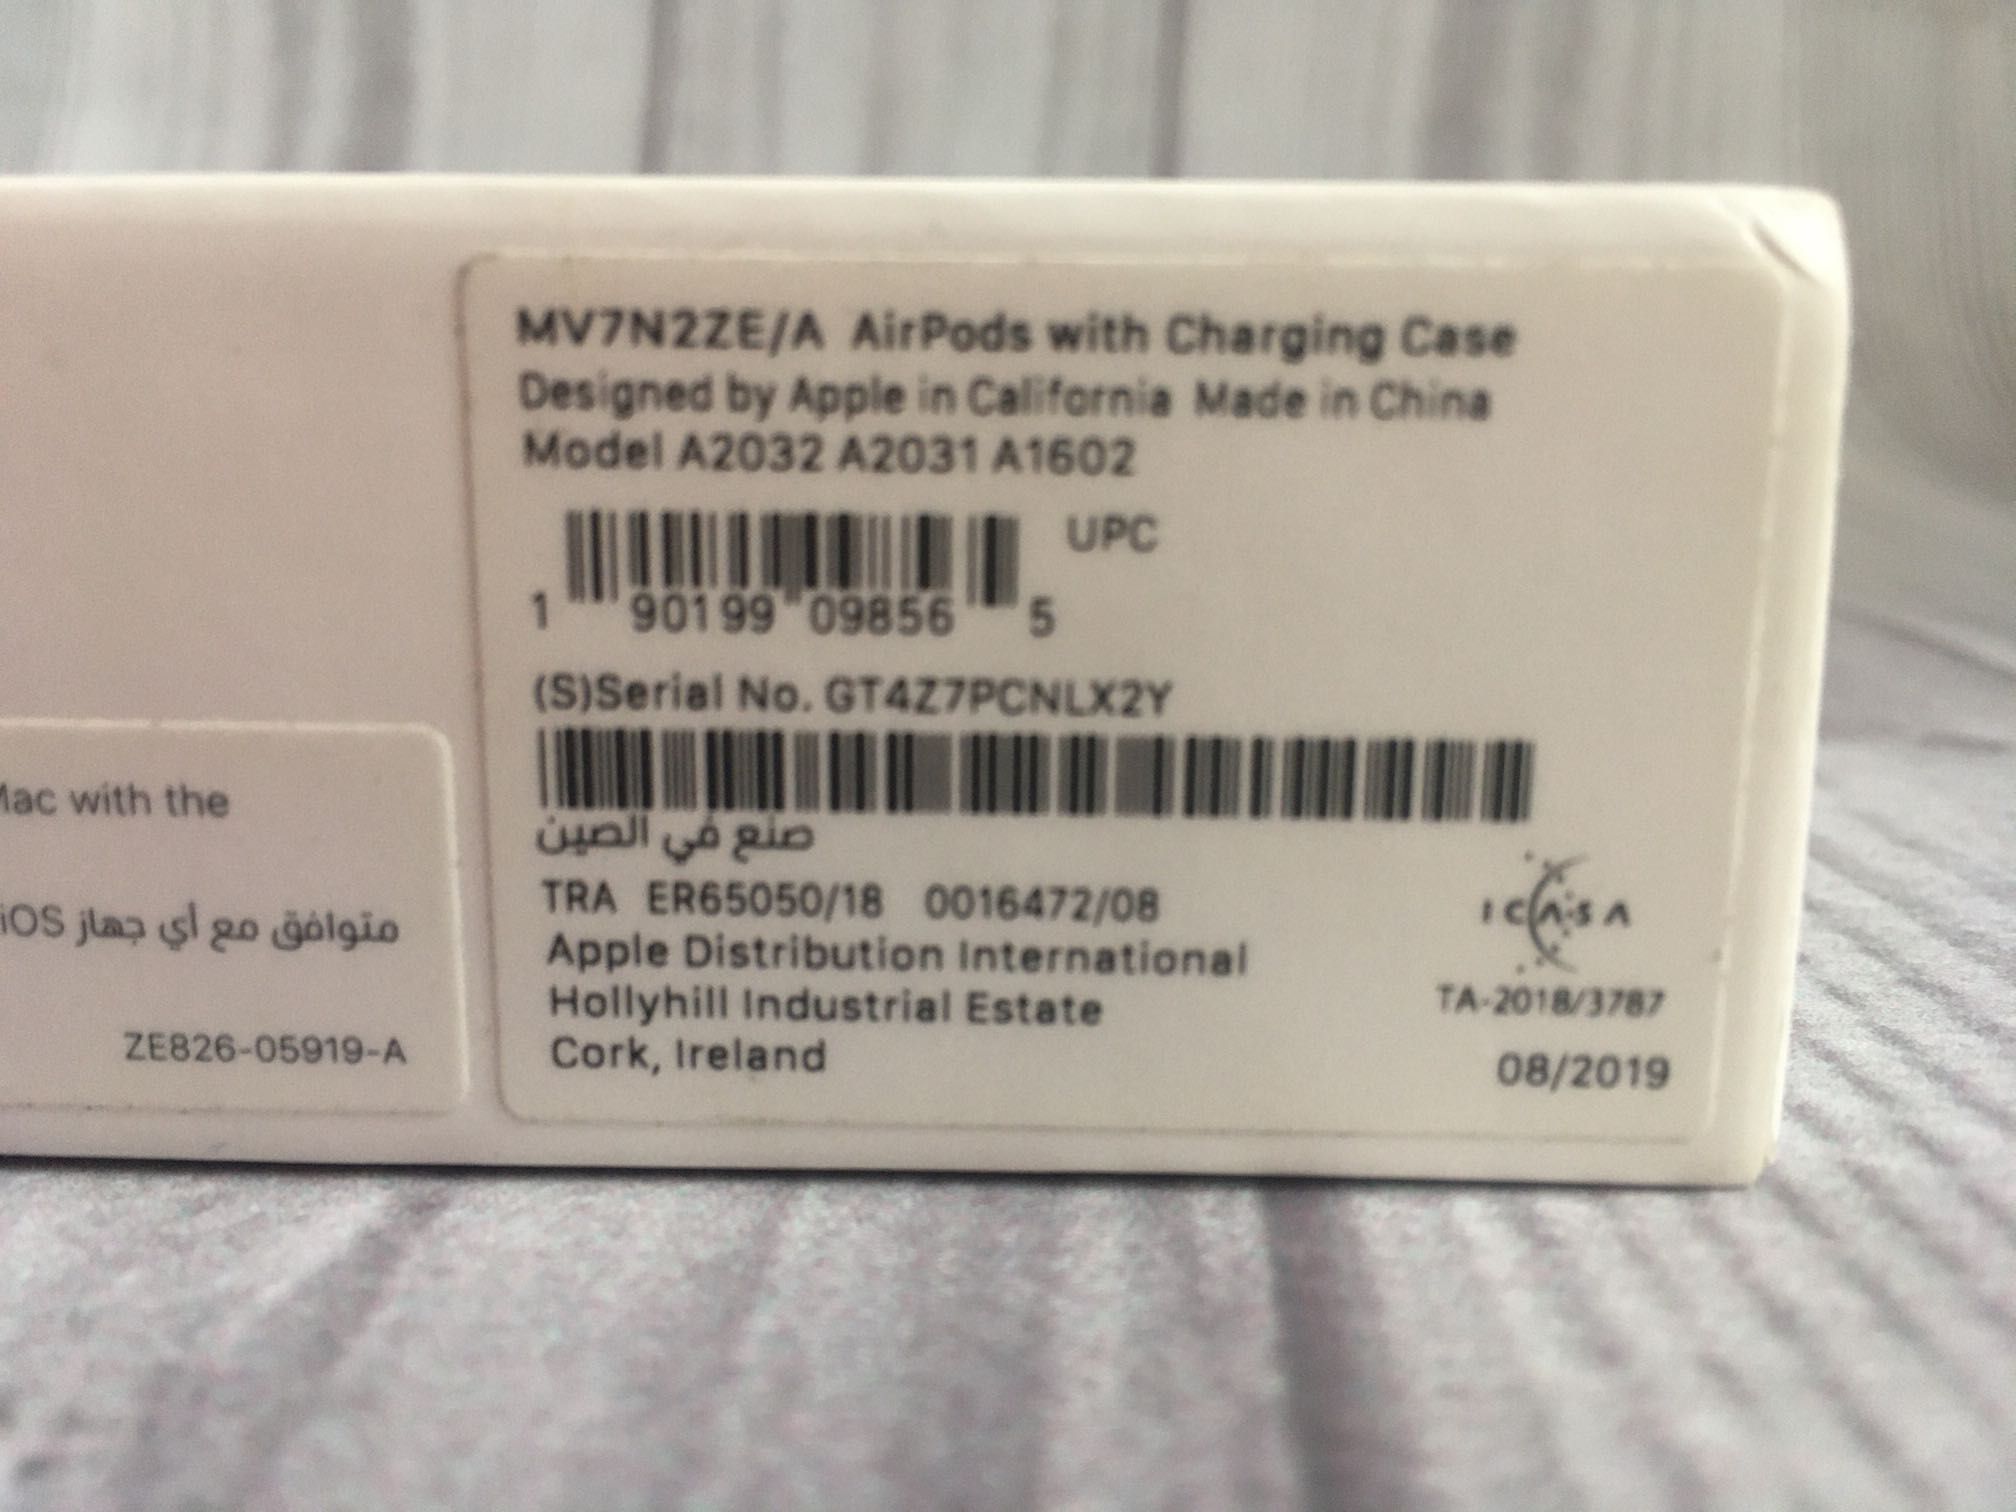 MV7N2ZE/A AirPods with Charging Case
Designed by Apple in California Made in China
Model A2032 A2031 A1602
UPC
1 90199 09856 5
(S)Serial No. GT4Z7PCNLX2Y
صنع في الصين
TRA ER65050/18 0016472/08
Apple Distribution International
Hollyhill Industrial Estate
Cork, Ireland
ICASA
TA-2018/3787
08/2019
Mac with the
متوافق مع أي جهاز iOS
ZE826-05919-A